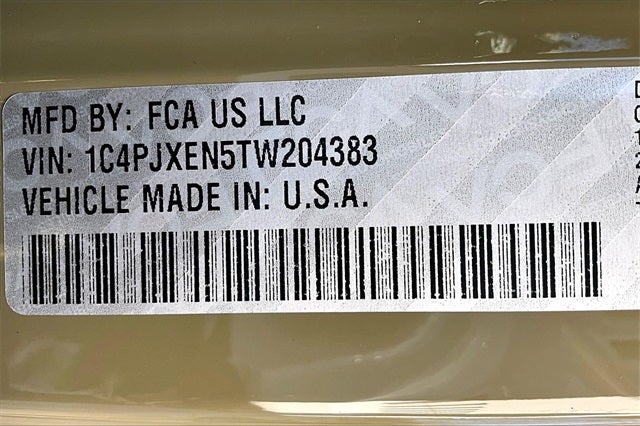 MFD BY: FCA US LLC
VIN: 1C4PJXEN5TW204383
VEHICLE MADE IN: U.S.A.